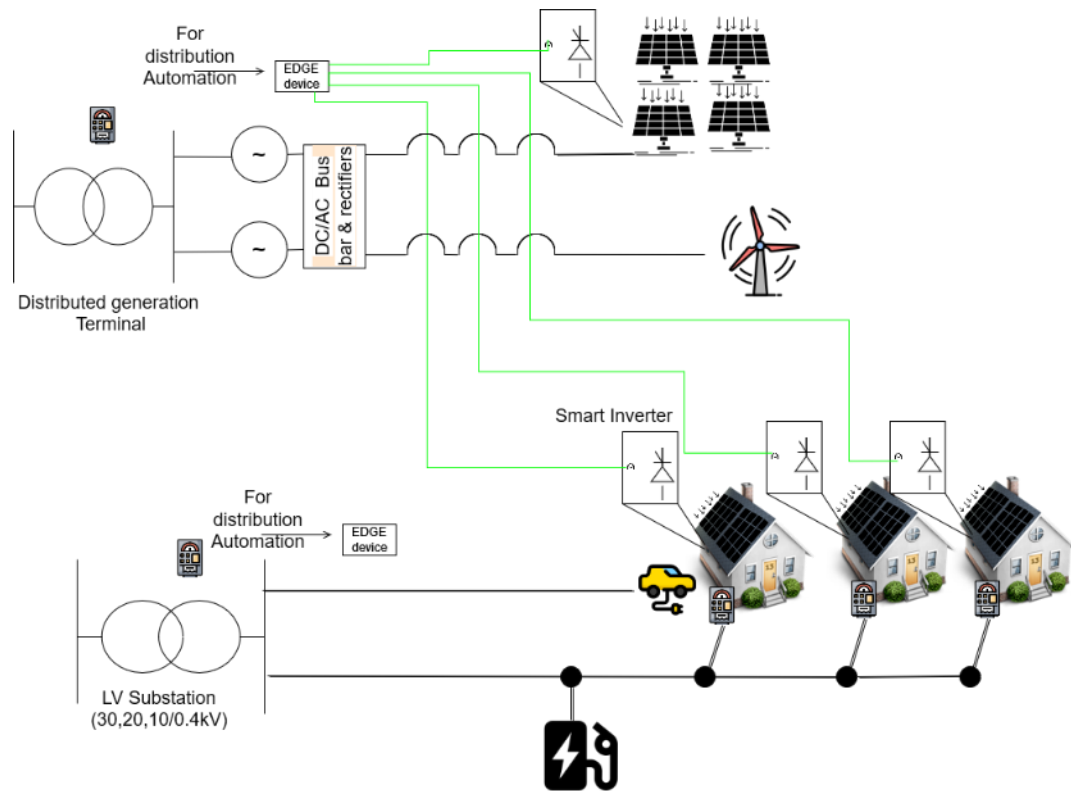 For
distribution
Automation
EDGE
device
~
DC/AC Bus
bar & rectifiers
~
Distributed generation
Terminal
Smart Inverter
For
distribution
Automation
EDGE
device
LV Substation
(30,20,10/0.4kV)